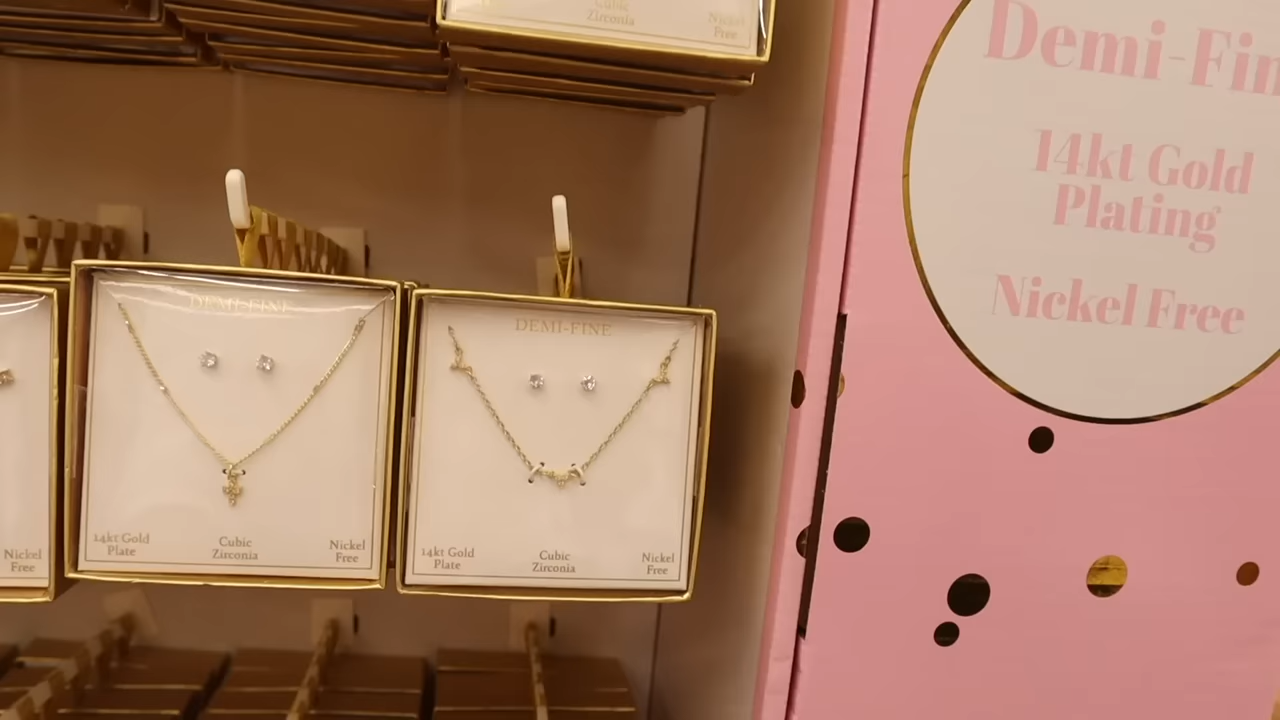 Cubic
Zirconia
Nickel
Free
DEMI-FINE
14kt Gold
Plate
Cubic
Zirconia
Nickel
Free
DEMI-FINE
14kt Gold
Plate
Cubic
Zirconia
Nickel
Free
Nickel
Free
Demi-Fin
14kt Gold
Plating
Nickel Free